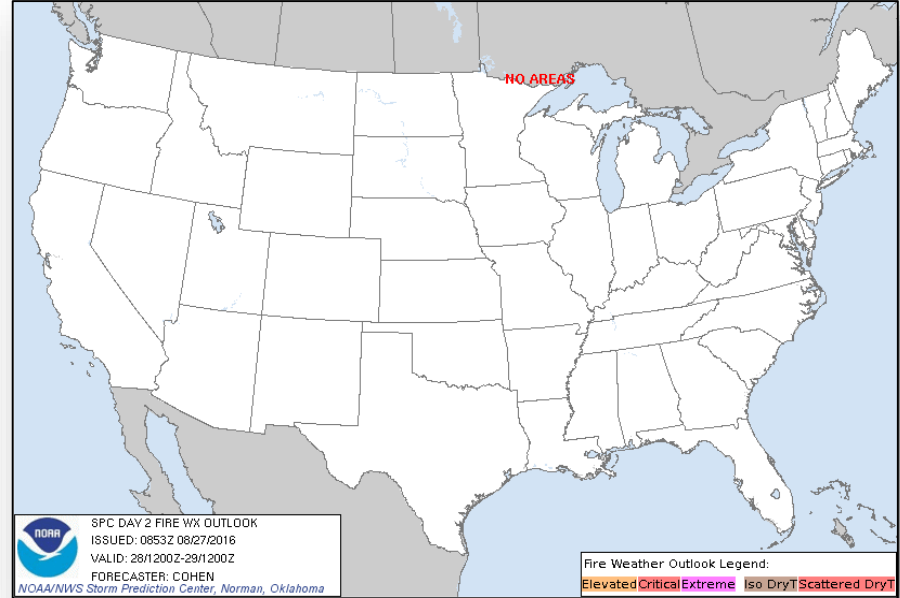 NO AREAS
NOAA
SPC DAY 2 FIRE WX OUTLOOK
ISSUED: 0853Z 08/27/2016
VALID: 28/1200Z-29/1200Z
FORECASTER: COHEN
NOAA/NWS Storm Prediction Center, Norman, Oklahoma
Fire Weather Outlook Legend:
Elevated Critical Extreme Iso DryT Scattered DryT